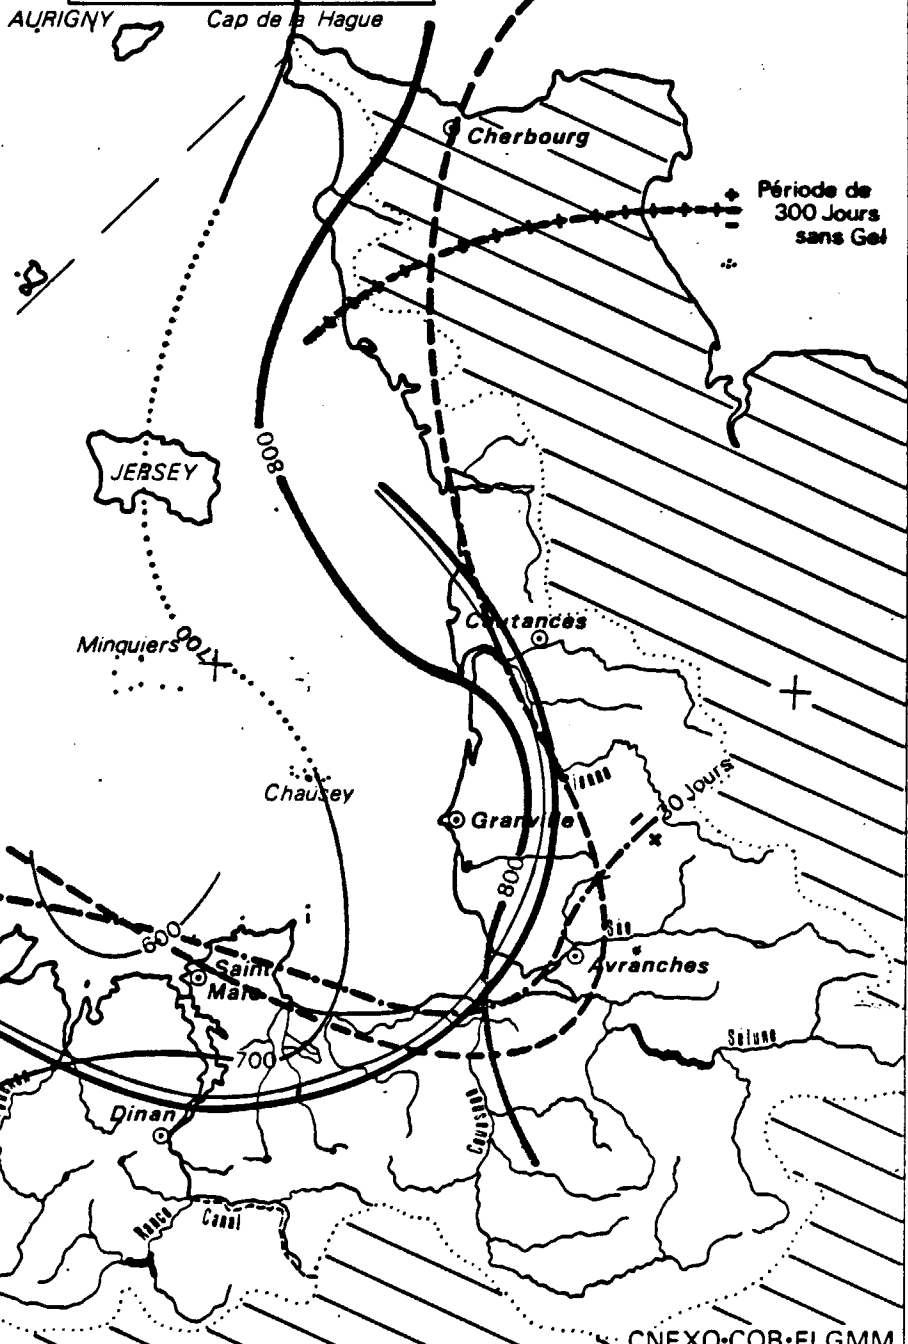 AURIGNY
Cap de la Hague
Cherbourg
Période de
300 Jours
sans Gel
JERSEY
800
Coutances
Minquiers
700
Chausey
30 Jours
Granville
800
600
Saint
Malo
Avranches
700
Sélune
Dinan
Canal
Rance
CNEXO•COB•ELGMM